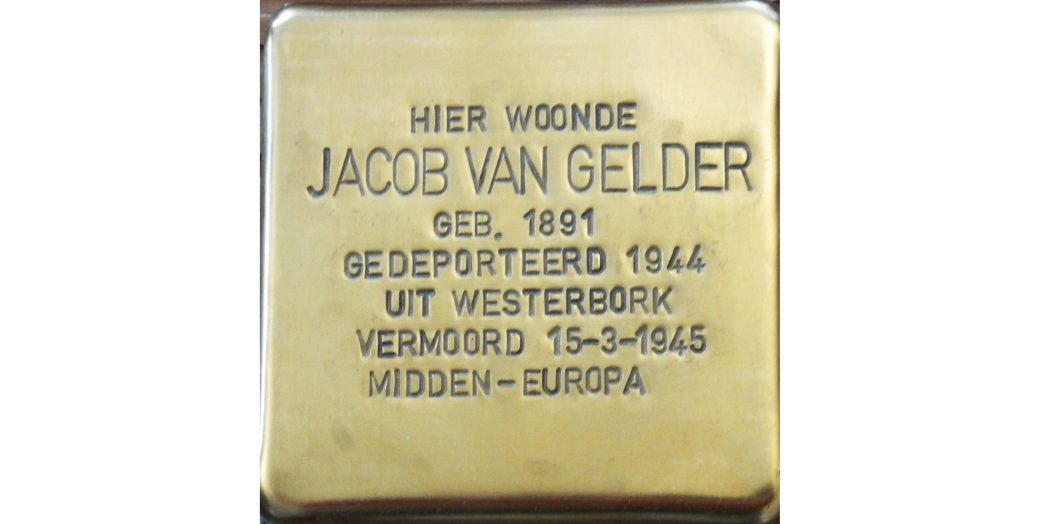 HIER WOONDE
JACOB VAN GELDER
GEB. 1891
GEDEPORTEERD 1944
UIT WESTERBORK
VERMOORD 15-3-1945
MIDDEN-EUROPA